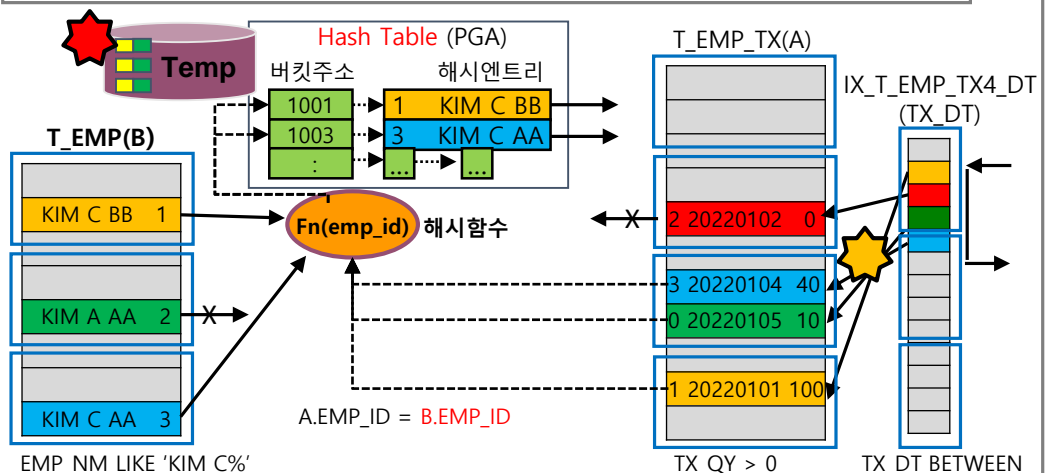 Temp
Hash Table (PGA)
버킷주소 해시엔트리
1001 1 KIM C BB
1003 3 KIM C AA
: ... ...
T_EMP(B)
KIM C BB 1
KIM A AA 2 X
KIM C AA 3
EMP_NM LIKE 'KIM C%'
Fn(emp_id) 해시함수
A.EMP_ID = B.EMP_ID
T_EMP_TX(A)
X 2 20220102 0
3 20220104 40
0 20220105 10
1 20220101 100
TX_QY > 0
IX_T_EMP_TX4_DT
(TX_DT)
TX_DT BETWEEN